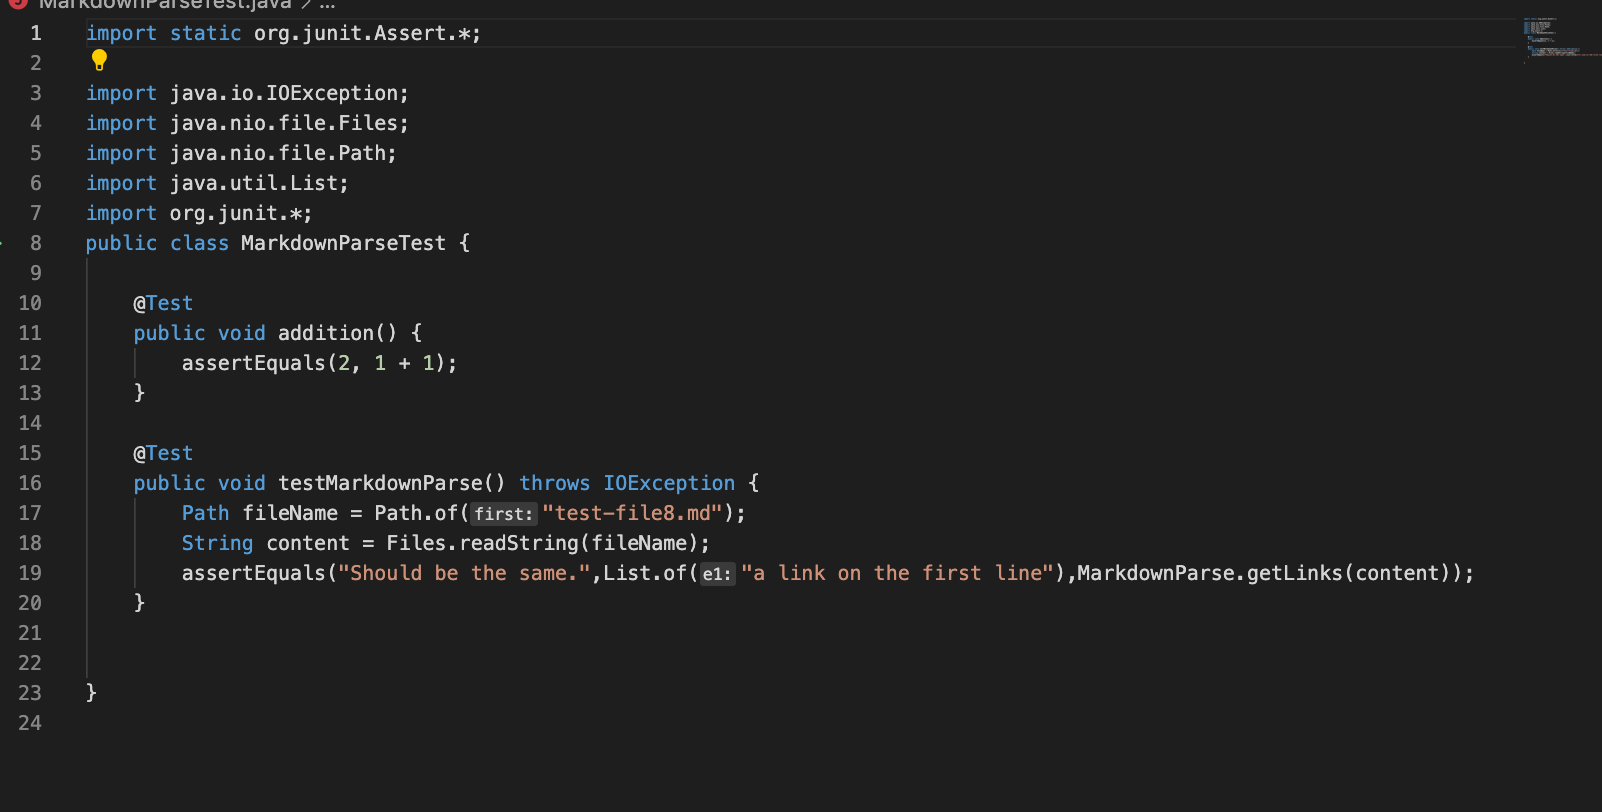 MarkdownParseTest.java > ...
1 import static org.junit.Assert.*;
2
3 import java.io.IOException;
4 import java.nio.file.Files;
5 import java.nio.file.Path;
6 import java.util.List;
7 import org.junit.*;
8 public class MarkdownParseTest {
9
10 @Test
11 public void addition() {
12 assertEquals(2, 1 + 1);
13 }
14
15 @Test
16 public void testMarkdownParse() throws IOException {
17 Path fileName = Path.of(first: "test-file8.md");
18 String content = Files.readString(fileName);
19 assertEquals("Should be the same.",List.of(e1: "a link on the first line"),MarkdownParse.getLinks(content));
20 }
21
22
23 }
24